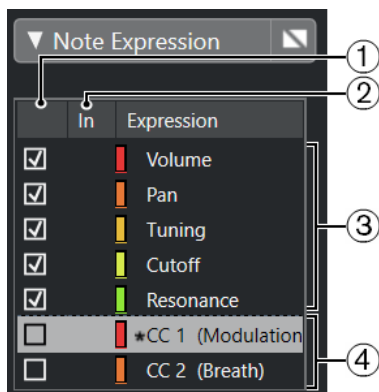 ▼ Note Expression
①
②
In Expression
Volume
Pan
Tuning
③
Cutoff
Resonance
*CC 1 (Modulation
④
CC 2 (Breath)